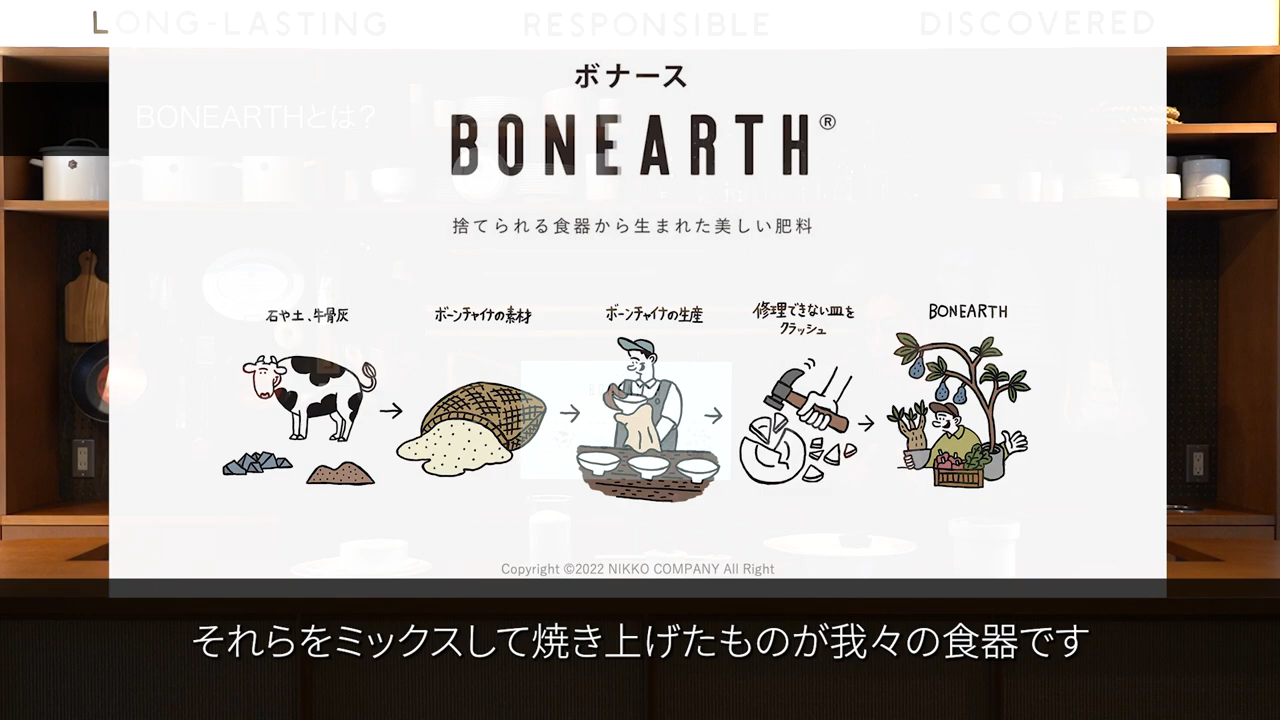 LONG-LASTING RESPONSIBLE DISCOVERED
ボナース
BONEARTHとは？
BONEARTH®
捨てられる食器から生まれた美しい肥料
石や土、牛骨灰
ボーンチャイナの素材
ボーンチャイナの生産
修理できない皿を
クラッシュ
BONEARTH
Copyright ©2022 NIKKO COMPANY All Right
それらをミックスして焼き上げたものが我々の食器です